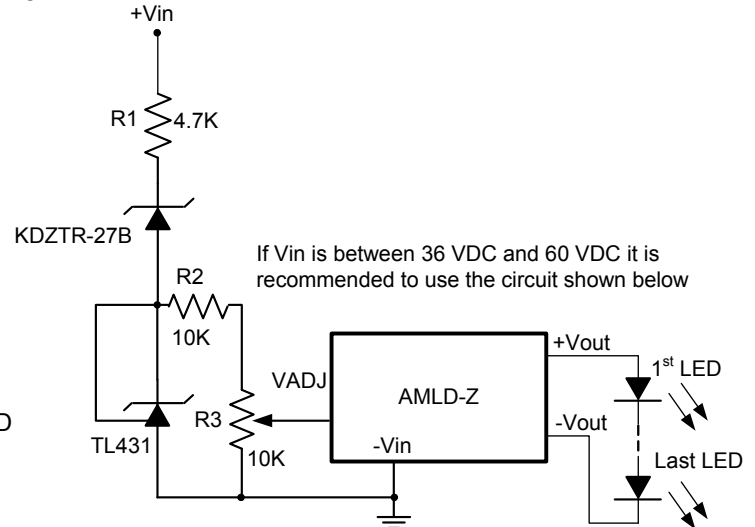 +Vin
R1
4.7K
KDZTR-27B
If Vin is between 36 VDC and 60 VDC it is
recommended to use the circuit shown below
R2
10K
+Vout
1st LED
VADJ
AMLD-Z
R3
-Vout
D
TL431
10K
-Vin
Last LED